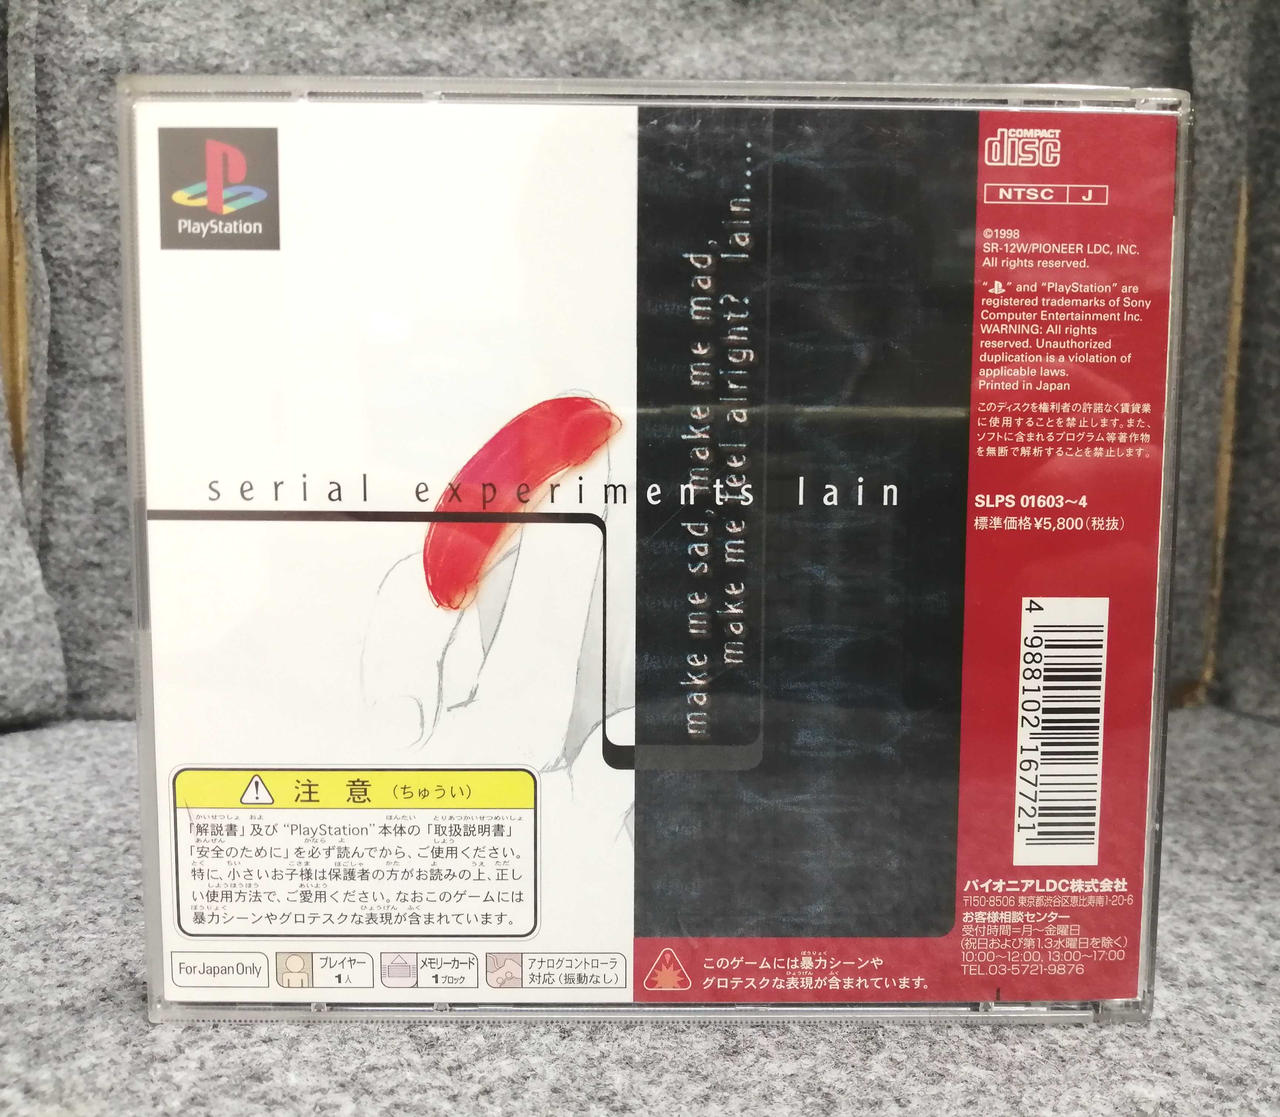 PlayStation
serial experiments lain
make me sad, make me mad,
make me feel alright? lain....
注 意 (ちゅうい)
「解説書」及び“PlayStation”本体の「取扱説明書」
「安全のために」を必ず読んでから、ご使用ください。
特に、小さいお子様は保護者の方がお読みの上、正し
い使用方法で、ご愛用ください。なおこのゲームには
暴力シーンやグロテスクな表現が含まれています。
For Japan Only
プレイヤー
1人
メモリーカード
1ブロック
アナログコントローラ
対応(振動なし)
このゲームには暴力シーンや
グロテスクな表現が含まれています。
COMPACT
disc
NTSC J
©1998
SR-12W/PIONEER LDC, INC.
All rights reserved.
“ ” and “PlayStation” are
registered trademarks of Sony
Computer Entertainment Inc.
WARNING: All rights
reserved. Unauthorized
duplication is a violation of
applicable laws.
Printed in Japan
このディスクを権利者の許諾なく賃貸業
に使用することを禁止します。また、
ソフトに含まれるプログラム等著作物
を無断で解析することを禁止します。
SLPS 01603~4
標準価格¥5,800(税抜)
4 988102 167721
パイオニアLDC株式会社
〒150-8506 東京都渋谷区恵比寿南1-20-6
お客様相談センター
受付時間=月~金曜日
(祝日および第1,3水曜日を除く)
10:00~12:00, 13:00~17:00
TEL.03-5721-9876